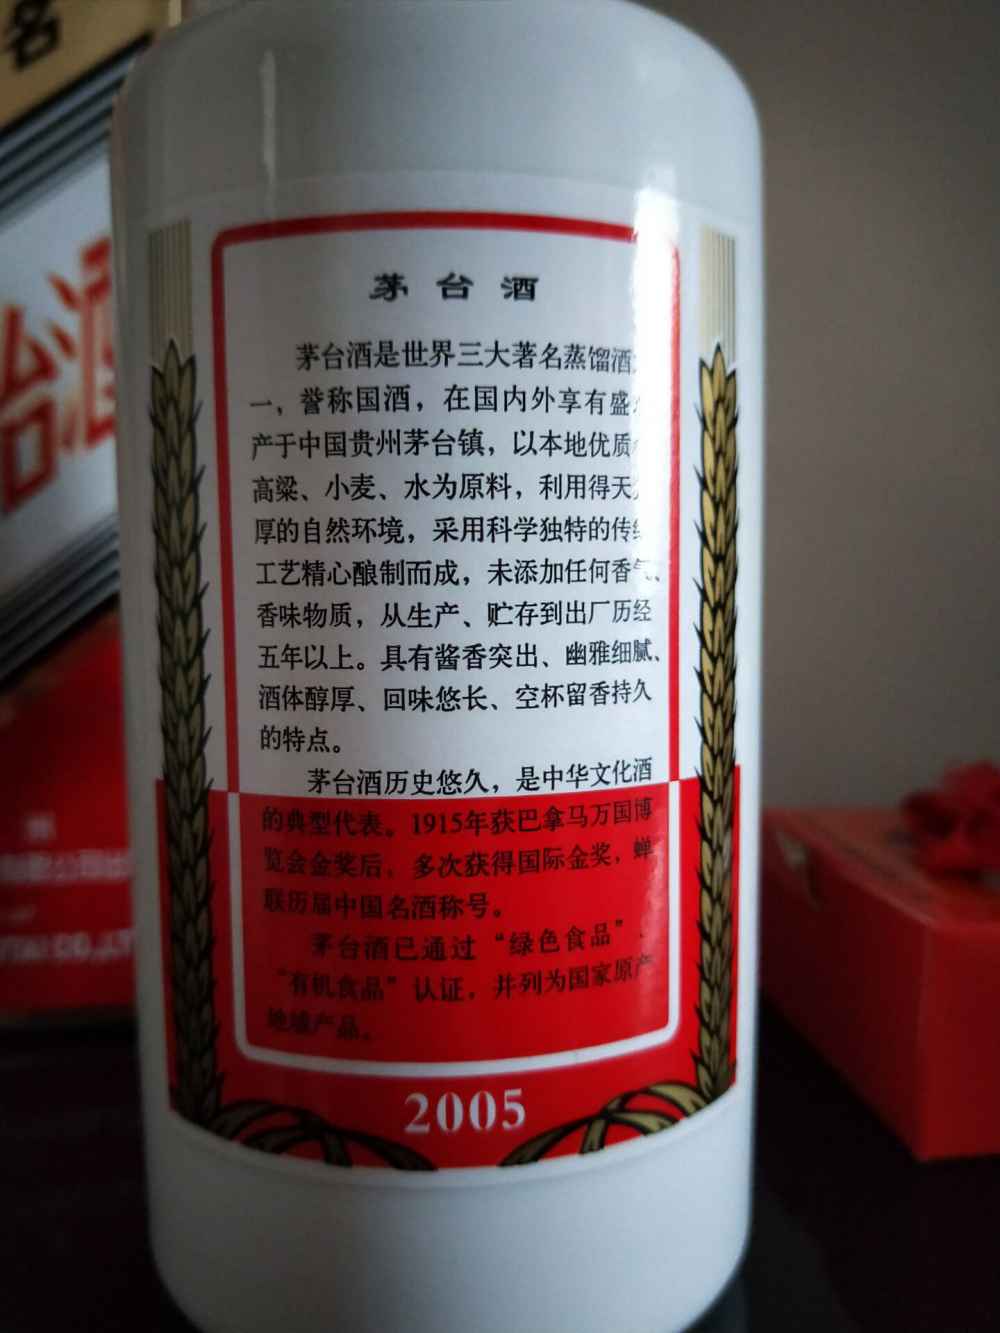 名
台酒
茅台酒
茅台酒是世界三大著名蒸馏酒
一，誉称国酒，在国内外享有盛
产于中国贵州茅台镇，以本地优质
高粱、小麦、水为原料，利用得天
厚的自然环境，采用科学独特的传统
工艺精心酿制而成，未添加任何香气、
香味物质，从生产、贮存到出厂历经
五年以上。具有酱香突出、幽雅细腻、
酒体醇厚、回味悠长、空杯留香持久
的特点。
茅台酒历史悠久，是中华文化酒
的典型代表。1915年获巴拿马万国博
览会金奖后，多次获得国际金奖，蝉
联历届中国名酒称号。
茅台酒已通过“绿色食品”、
“有机食品”认证，并列为国家原产
地域产品。
2005